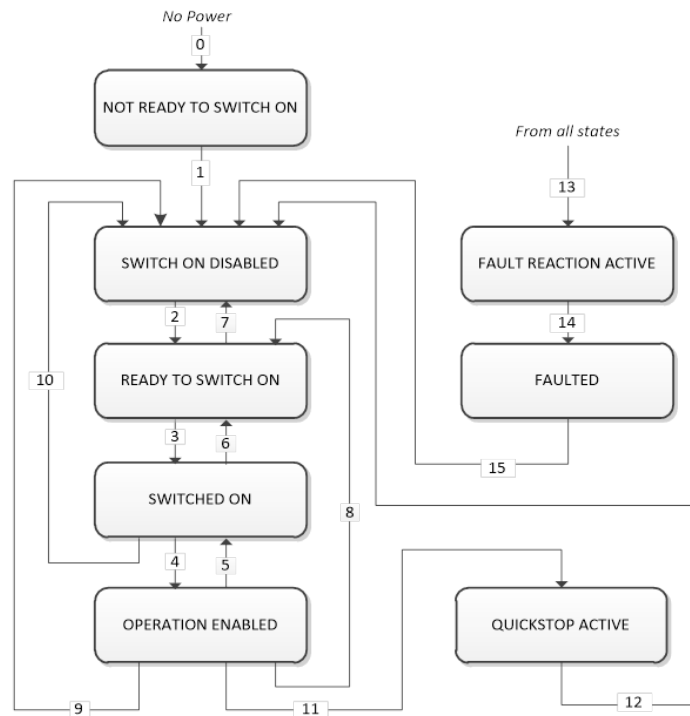 No Power
0
NOT READY TO SWITCH ON
From all states
1
13
SWITCH ON DISABLED
FAULT REACTION ACTIVE
2
7
14
10
READY TO SWITCH ON
FAULTED
3
6
15
SWITCHED ON
8
4
5
OPERATION ENABLED
QUICKSTOP ACTIVE
9
11
12